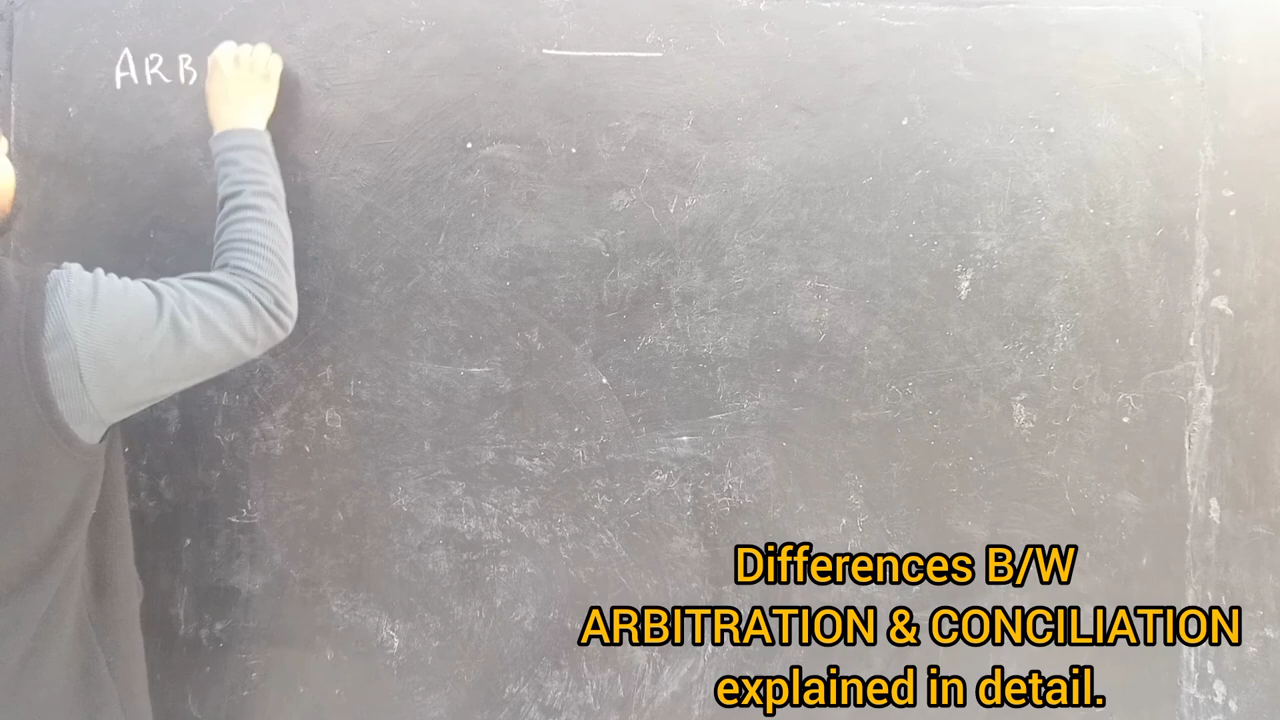 ARB
Differences B/W
ARBITRATION & CONCILIATION
explained in detail.